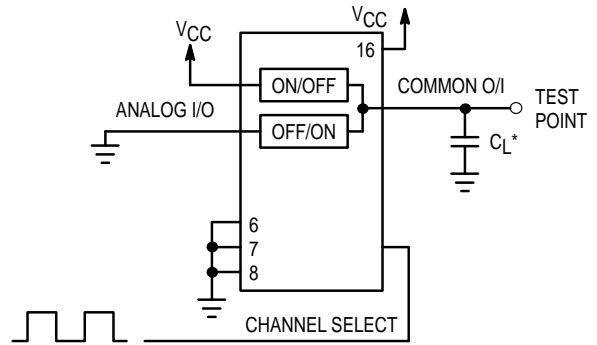 VCC
VCC
16
ON/OFF
COMMON O/I
TEST
POINT
ANALOG I/O
OFF/ON
CL*
6
7
8
CHANNEL SELECT